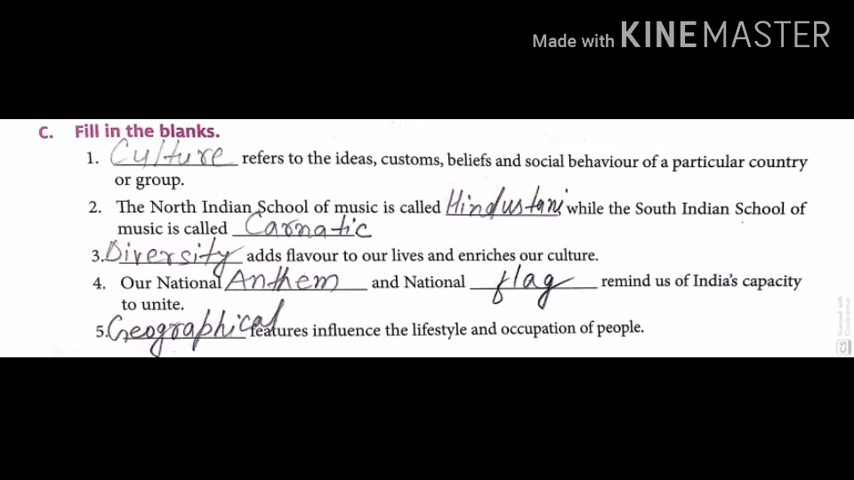 Made with KINEMASTER
C. Fill in the blanks.
1. Culture refers to the ideas, customs, beliefs and social behaviour of a particular country
or group.
2. The North Indian School of music is called Hindustani while the South Indian School of
music is called Carnatic
3. Diversity adds flavour to our lives and enriches our culture.
4. Our National Anthem and National flag remind us of India's capacity
to unite.
5. Geographical features influence the lifestyle and occupation of people.
CS Scanned with CamScanner